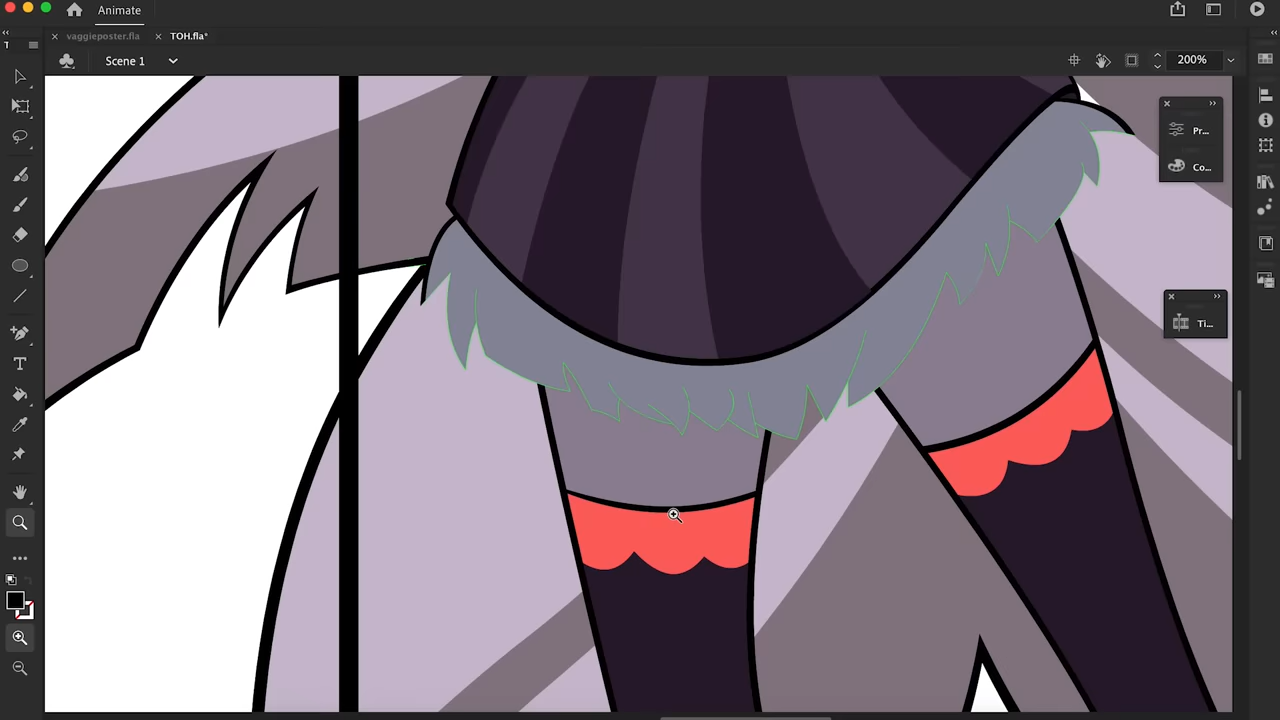 Animate
vaggieposter.fla
TOH.fla*
T
Scene 1
200%
Pr...
Co...
Ti...